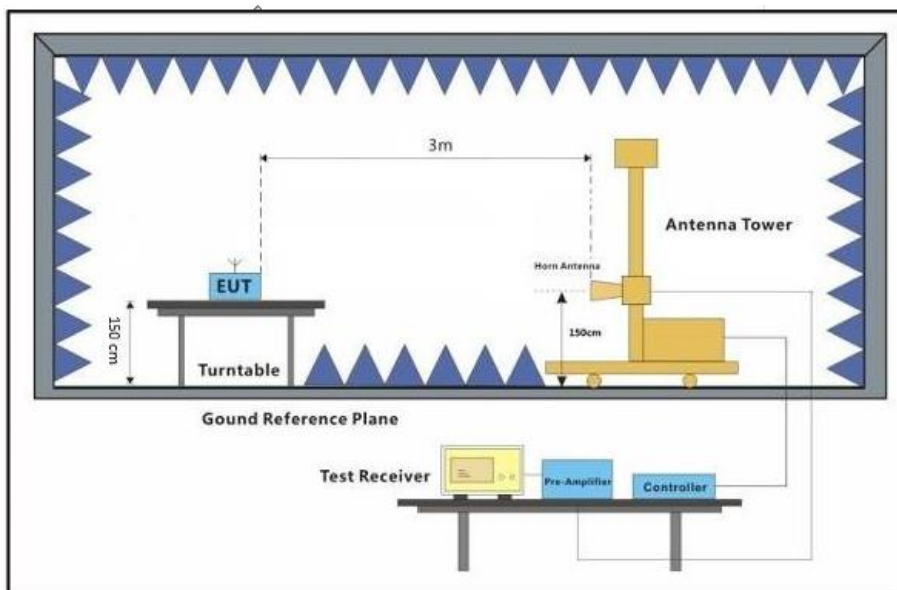 3m
Antenna Tower
Horn Antenna
EUT
150 cm
150cm
Turntable
Gound Reference Plane
Test Receiver
Pre-Amplifier
Controller